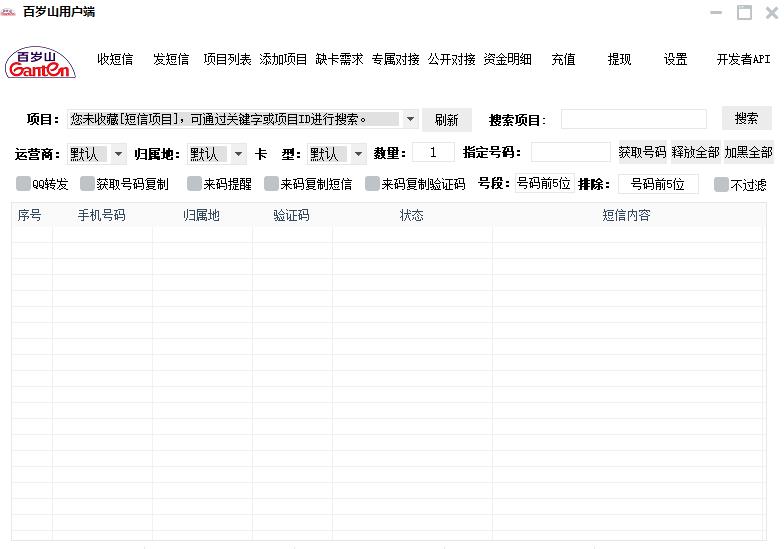 百岁山用户端
百岁山
Ganten
收短信 发短信 项目列表 添加项目 缺卡需求 专属对接 公开对接 资金明细 充值 提现 设置 开发者API
项目： 您未收藏[短信项目]，可通过关键字或项目ID进行搜索。 刷新 搜索项目： 搜索
运营商： 默认 归属地： 默认 卡 型： 默认 数量： 1 指定号码： 获取号码 释放全部 加黑全部
QQ转发 获取号码复制 来码提醒 来码复制短信 来码复制验证码 号段： 号码前5位 排除： 号码前5位 不过滤
序号 手机号码 归属地 验证码 状态 短信内容